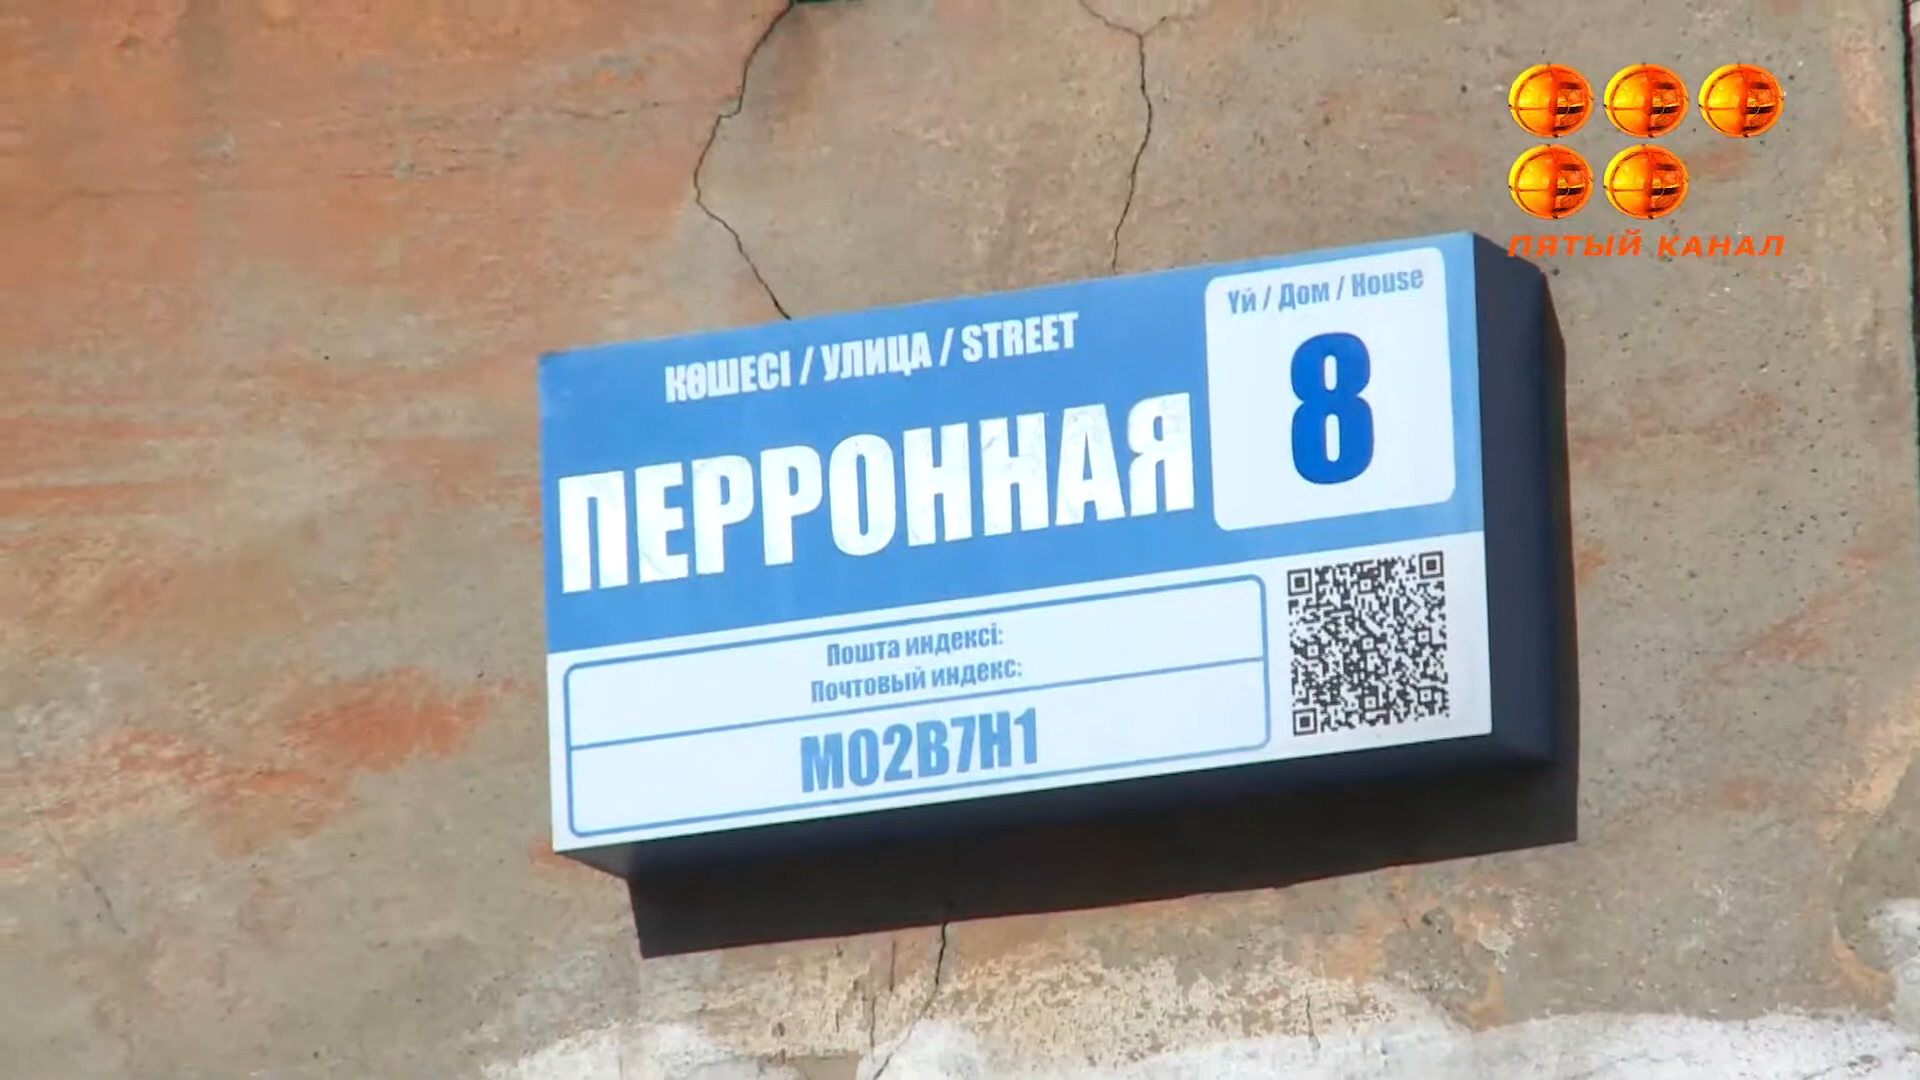 ПЯТЫЙ КАНАЛ
КӨШЕСІ / УЛИЦА / STREET
ПЕРРОННАЯ
Үй / Дом / House
8
Пошта индексі:
Почтовый индекс:
M02B7H1